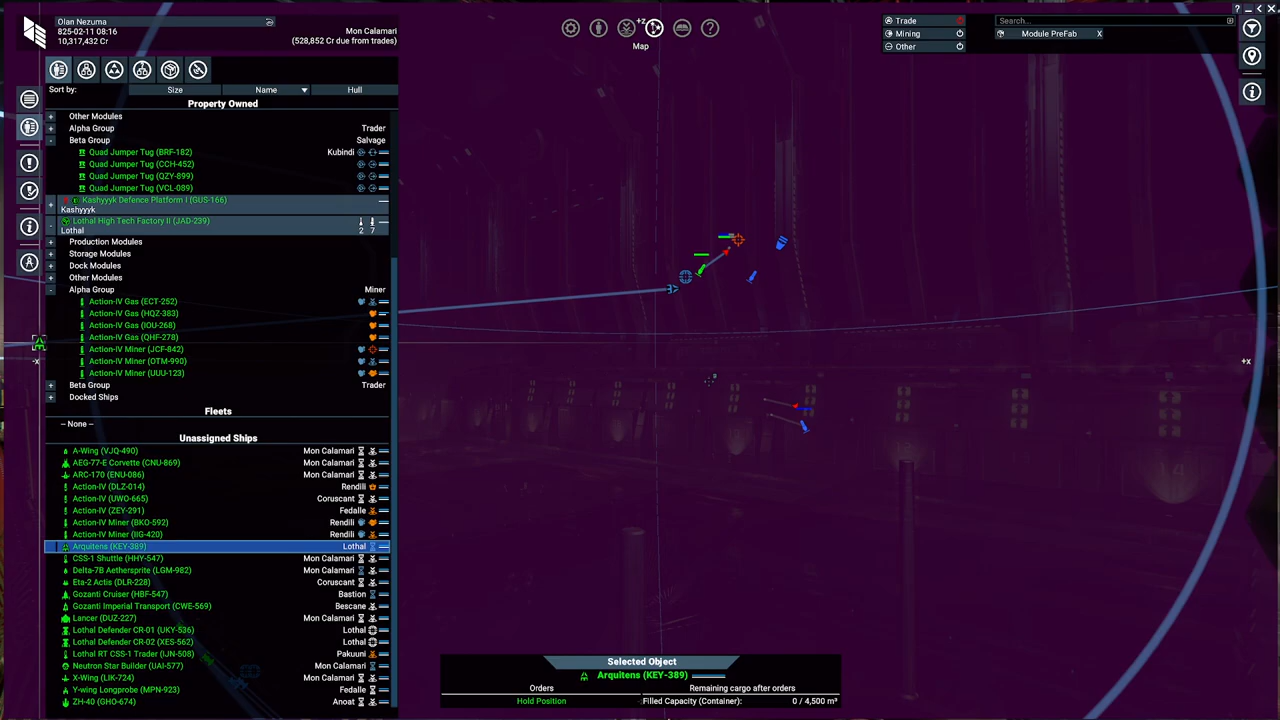 Olan Nezuma
825-02-11 08:16
Mon Calamari
10,317,432 Cr
(528,852 Cr due from trades)
+z
Map
Trade
Mining
Other
Search...
Module PreFab X
Sort by: Size Name Hull
Property Owned
Other Modules
Alpha Group Trader
Beta Group Salvage
Quad Jumper Tug (BRF-182) Kubindi
Quad Jumper Tug (CCH-452)
Quad Jumper Tug (QZY-899)
Quad Jumper Tug (VCL-089)
Kashyyyk Defence Platform I (GUS-166)
Kashyyyk
Lothal High Tech Factory II (JAD-239)
Lothal 2 7
Production Modules
Storage Modules
Dock Modules
Other Modules
Alpha Group Miner
Action-IV Gas (ECT-252)
Action-IV Gas (HQZ-383)
Action-IV Gas (IOU-268)
Action-IV Gas (QHF-278)
Action-IV Miner (JCF-842)
Action-IV Miner (OTM-990)
Action-IV Miner (UUU-123)
Beta Group Trader
Docked Ships
Fleets
-- None --
Unassigned Ships
A-Wing (VJQ-490) Mon Calamari
AEG-77-E Corvette (CNU-869) Mon Calamari
ARC-170 (ENU-086) Mon Calamari
Action-IV (DLZ-014) Rendili
Action-IV (UWO-665) Coruscant
Action-IV (ZEY-291) Fedalle
Action-IV Miner (BKO-592) Rendili
Action-IV Miner (IIG-420) Rendili
Arquitens (KEY-389) Lothal
CSS-1 Shuttle (HHY-547) Mon Calamari
Delta-7B Aethersprite (LGM-982) Mon Calamari
Eta-2 Actis (DLR-228) Coruscant
Gozanti Cruiser (HBF-547) Bastion
Gozanti Imperial Transport (CWE-569) Bescane
Lancer (DUZ-227) Mon Calamari
Lothal Defender CR-01 (UKY-536) Lothal
Lothal Defender CR-02 (XES-562) Lothal
Lothal RT CSS-1 Trader (IJN-508) Pakuuni
Neutron Star Builder (UAI-577) Mon Calamari
X-Wing (LIK-724) Mon Calamari
Y-wing Longprobe (MPN-923) Fedalle
ZH-40 (GHO-674) Anoat
-x
+x
Selected Object
Arquitens (KEY-389)
Orders Remaining cargo after orders
Hold Position Filled Capacity (Container): 0 / 4,500 m³